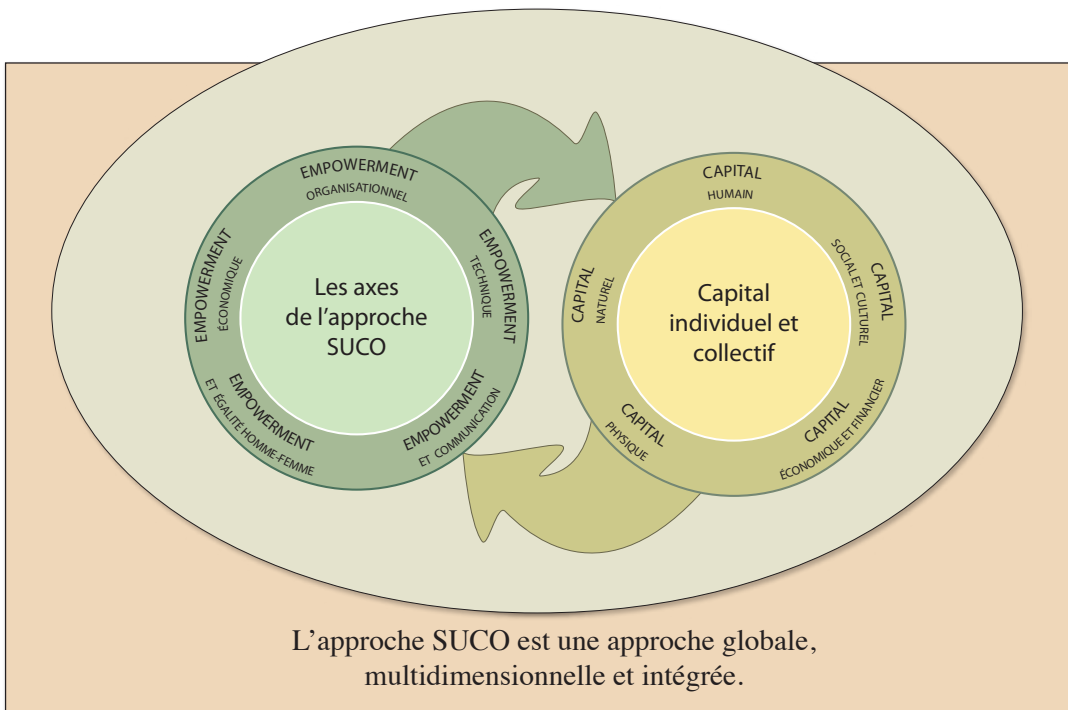 EMPOWERMENT
ORGANISATIONNEL
EMPOWERMENT
TECHNIQUE
EMPOWERMENT
ET COMMUNICATION
EMPOWERMENT
ET ÉGALITÉ HOMME-FEMME
EMPOWERMENT
ÉCONOMIQUE
Les axes
de l’approche
SUCO
CAPITAL
HUMAIN
CAPITAL
SOCIAL ET CULTUREL
CAPITAL
ÉCONOMIQUE ET FINANCIER
CAPITAL
PHYSIQUE
CAPITAL
NATUREL
Capital
individuel et
collectif
L’approche SUCO est une approche globale,
multidimensionnelle et intégrée.